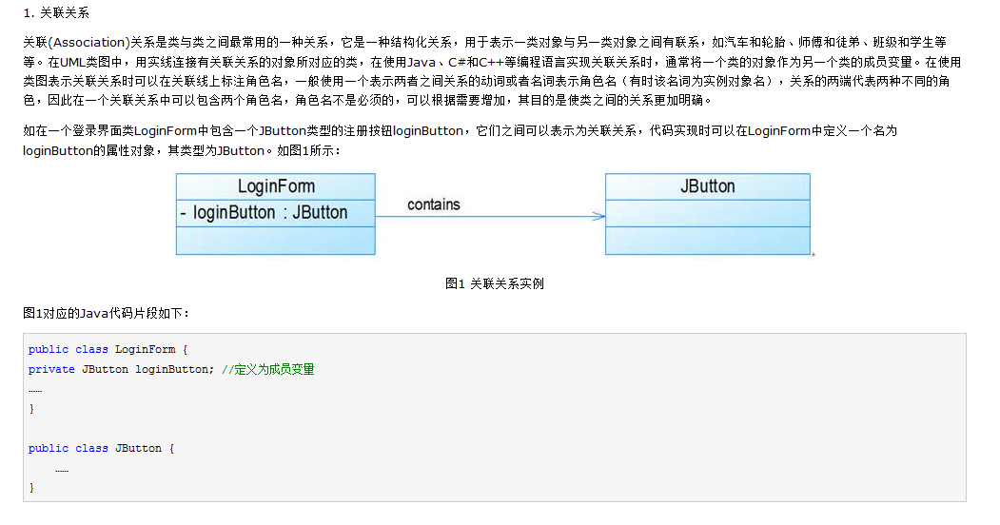 1. 关联关系
关联(Association)关系是类与类之间最常用的一种关系，它是一种结构化关系，用于表示一类对象与另一类对象之间有联系，如汽车和轮胎、师傅和徒弟、班级和学生等
等。在UML类图中，用实线连接有关联关系的对象所对应的类，在使用Java、C#和C++等编程语言实现关联关系时，通常将一个类的对象作为另一个类的成员变量。在使用
类图表示关联关系时可以在关联线上标注角色名，一般使用一个表示两者之间关系的动词或者名词表示角色名（有时该名词为实例对象名），关系的两端代表两种不同的角
色，因此在一个关联关系中可以包含两个角色名，角色名不是必须的，可以根据需要增加，其目的是使类之间的关系更加明确。
如在一个登录界面类LoginForm中包含一个JButton类型的注册按钮loginButton，它们之间可以表示为关联关系，代码实现时可以在LoginForm中定义一个名为
loginButton的属性对象，其类型为JButton。如图1所示：
LoginForm
- loginButton : JButton
contains
JButton
图1 关联关系实例
图1对应的Java代码片段如下：
public class LoginForm {
private JButton loginButton; //定义为成员变量
……
}
public class JButton {
……
}